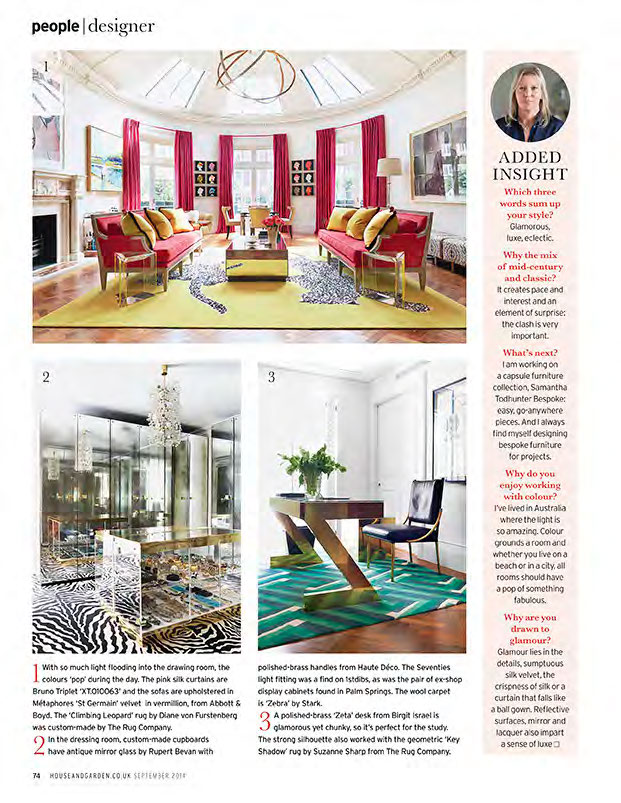 people|designer
1
2
3
1 With so much light flooding into the drawing room, the
colours 'pop' during the day. The pink silk curtains are
Bruno Triplet 'XT.010063' and the sofas are upholstered in
Métaphores 'St Germain' velvet in vermillion, from Abbott &
Boyd. The 'Climbing Leopard' rug by Diane von Furstenberg
was custom-made by The Rug Company.
2 In the dressing room, custom-made cupboards
have antique mirror glass by Rupert Bevan with
polished-brass handles from Haute Déco. The Seventies
light fitting was a find on 1stdibs, as was the pair of ex-shop
display cabinets found in Palm Springs. The wool carpet
is 'Zebra' by Stark.
3 A polished-brass 'Zeta' desk from Birgit Israel is
glamorous yet chunky, so it's perfect for the study.
The strong silhouette also worked with the geometric 'Key
Shadow' rug by Suzanne Sharp from The Rug Company.
ADDED
INSIGHT
Which three
words sum up
your style?
Glamorous,
luxe, eclectic.
Why the mix
of mid-century
and classic?
It creates pace and
interest and an
element of surprise;
the clash is very
important.
What's next?
I am working on
a capsule furniture
collection, Samantha
Todhunter Bespoke:
easy, go-anywhere
pieces. And I always
find myself designing
bespoke furniture
for projects.
Why do you
enjoy working
with colour?
I've lived in Australia
where the light is
so amazing. Colour
grounds a room and
whether you live on a
beach or in a city, all
rooms should have
a pop of something
fabulous.
Why are you
drawn to
glamour?
Glamour lies in the
details, sumptuous
silk velvet, the
crispness of silk or a
curtain that falls like
a ball gown. Reflective
surfaces, mirror and
lacquer also impart
a sense of luxe □
74 HOUSEANDGARDEN.CO.UK SEPTEMBER 2014